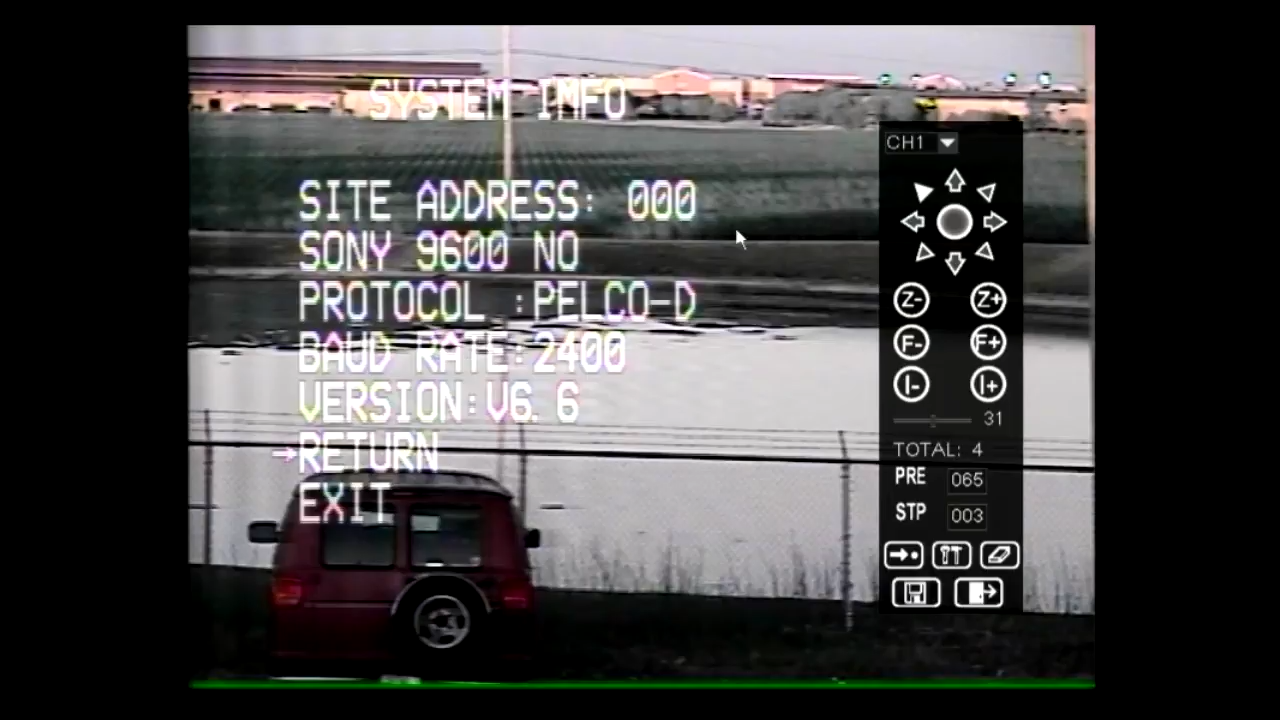 SYSTEM IMFO
SITE ADDRESS: 000
SONY 9600 NO
PROTOCOL :PELCO-D
BAUD RATE:2400
VERSION:V6.6
→RETURN
EXIT
CH1
Z- Z+
F- F+
I- I+
31
TOTAL: 4
PRE 065
STP 003